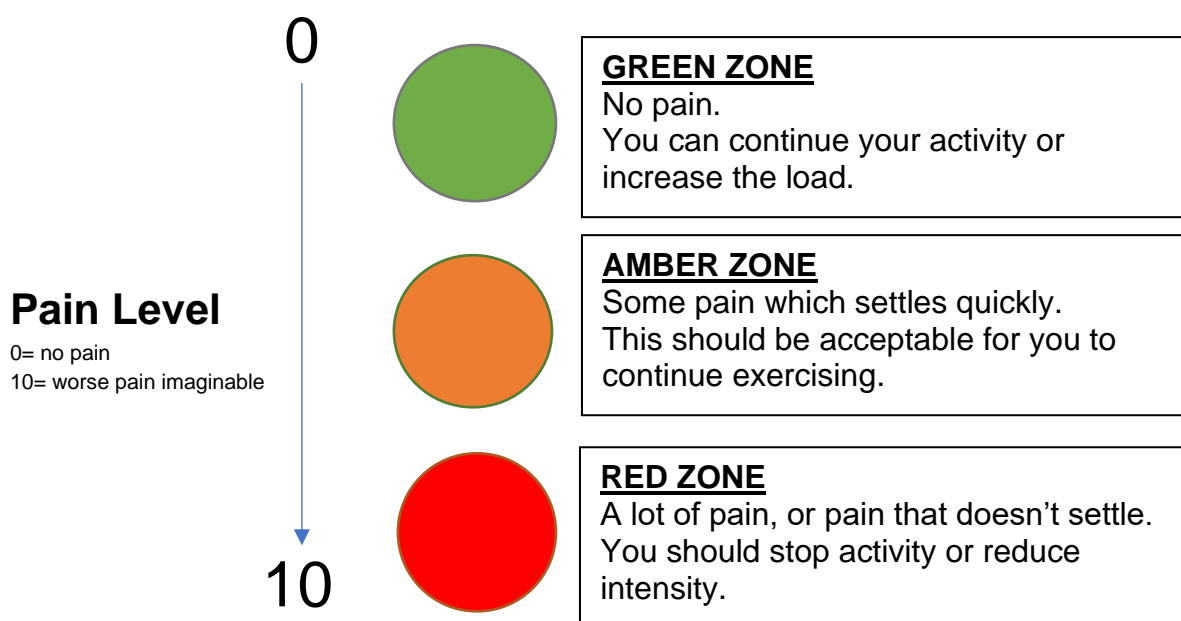 0
GREEN ZONE
No pain.
You can continue your activity or
increase the load.
AMBER ZONE
Some pain which settles quickly.
This should be acceptable for you to
continue exercising.
Pain Level
0= no pain
10= worse pain imaginable
RED ZONE
A lot of pain, or pain that doesn’t settle.
You should stop activity or reduce
intensity.
10